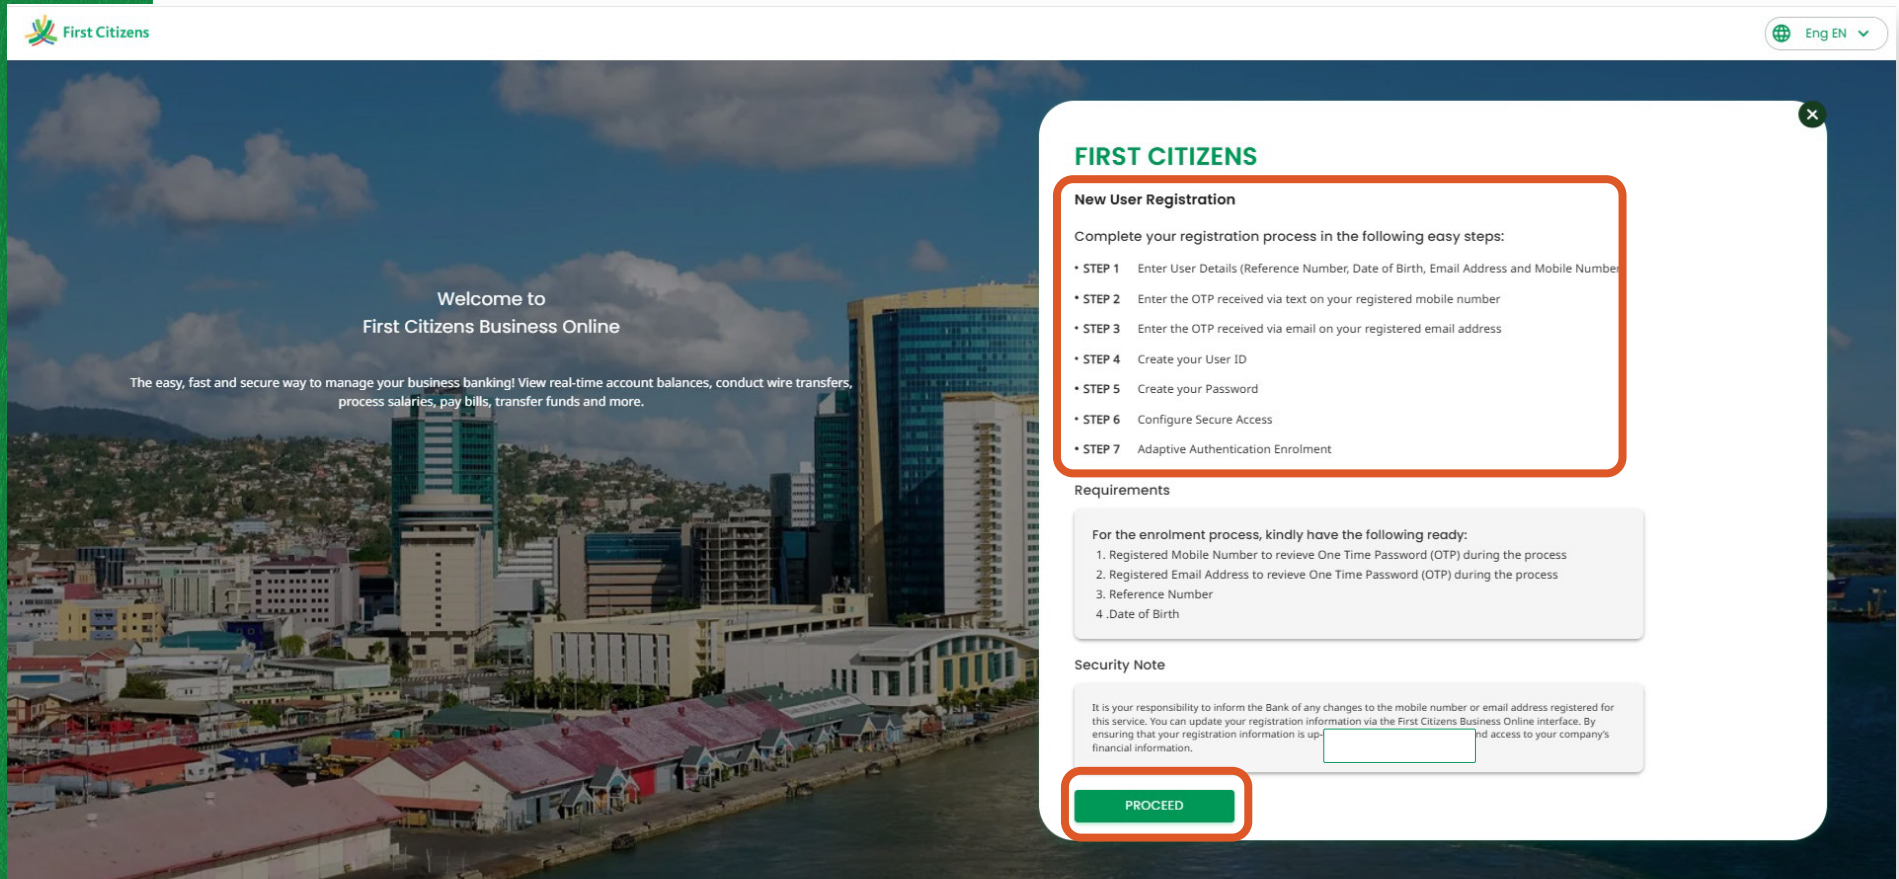 First Citizens
Eng EN
Welcome to
First Citizens Business Online
The easy, fast and secure way to manage your business banking! View real-time account balances, conduct wire transfers,
process salaries, pay bills, transfer funds and more.
FIRST CITIZENS
New User Registration
Complete your registration process in the following easy steps:
• STEP 1 Enter User Details (Reference Number, Date of Birth, Email Address and Mobile Number
• STEP 2 Enter the OTP received via text on your registered mobile number
• STEP 3 Enter the OTP received via email on your registered email address
• STEP 4 Create your User ID
• STEP 5 Create your Password
• STEP 6 Configure Secure Access
• STEP 7 Adaptive Authentication Enrolment
Requirements
For the enrolment process, kindly have the following ready:
1. Registered Mobile Number to revieve One Time Password (OTP) during the process
2. Registered Email Address to revieve One Time Password (OTP) during the process
3. Reference Number
4 .Date of Birth
Security Note
It is your responsibility to inform the Bank of any changes to the mobile number or email address registered for
this service. You can update your registration information via the First Citizens Business Online interface. By
ensuring that your registration information is up- nd access to your company's
financial information.
PROCEED